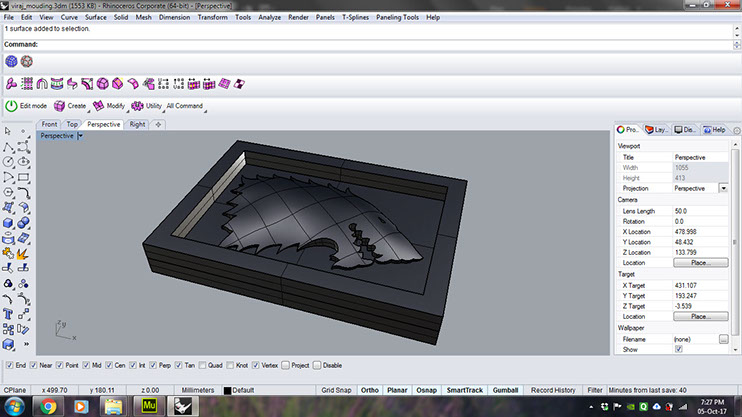 viraj_mouding.3dm (1553 KB) - Rhinoceros Corporate (64-bit) - [Perspective]
File Edit View Curve Surface Solid Mesh Dimension Transform Tools Analyze Render Panels T-Splines Paneling Tools Help
1 surface added to selection.
Command:
Edit mode Create Modify Utility All Command
Front Top Perspective Right
Perspective
Pro... Lay... Dis... Help
Viewport
Title Perspective
Width 1055
Height 413
Projection Perspective
Camera
Lens Length 50.0
Rotation 0.0
X Location 478.998
Y Location 48.432
Z Location 133.799
Location Place...
Target
X Target 431.107
Y Target 193.247
Z Target -3.539
Location Place...
Wallpaper
Filename (none) ...
Show
z y x
End Near Point Mid Cen Int Perp Tan Quad Knot Vertex Project Disable
CPlane x 499.70 y 180.11 z 0.00 Millimeters Default Grid Snap Ortho Planar Osnap SmartTrack Gumball Record History Filter Minutes from last save: 40
Mu
7:27 PM
05-Oct-17